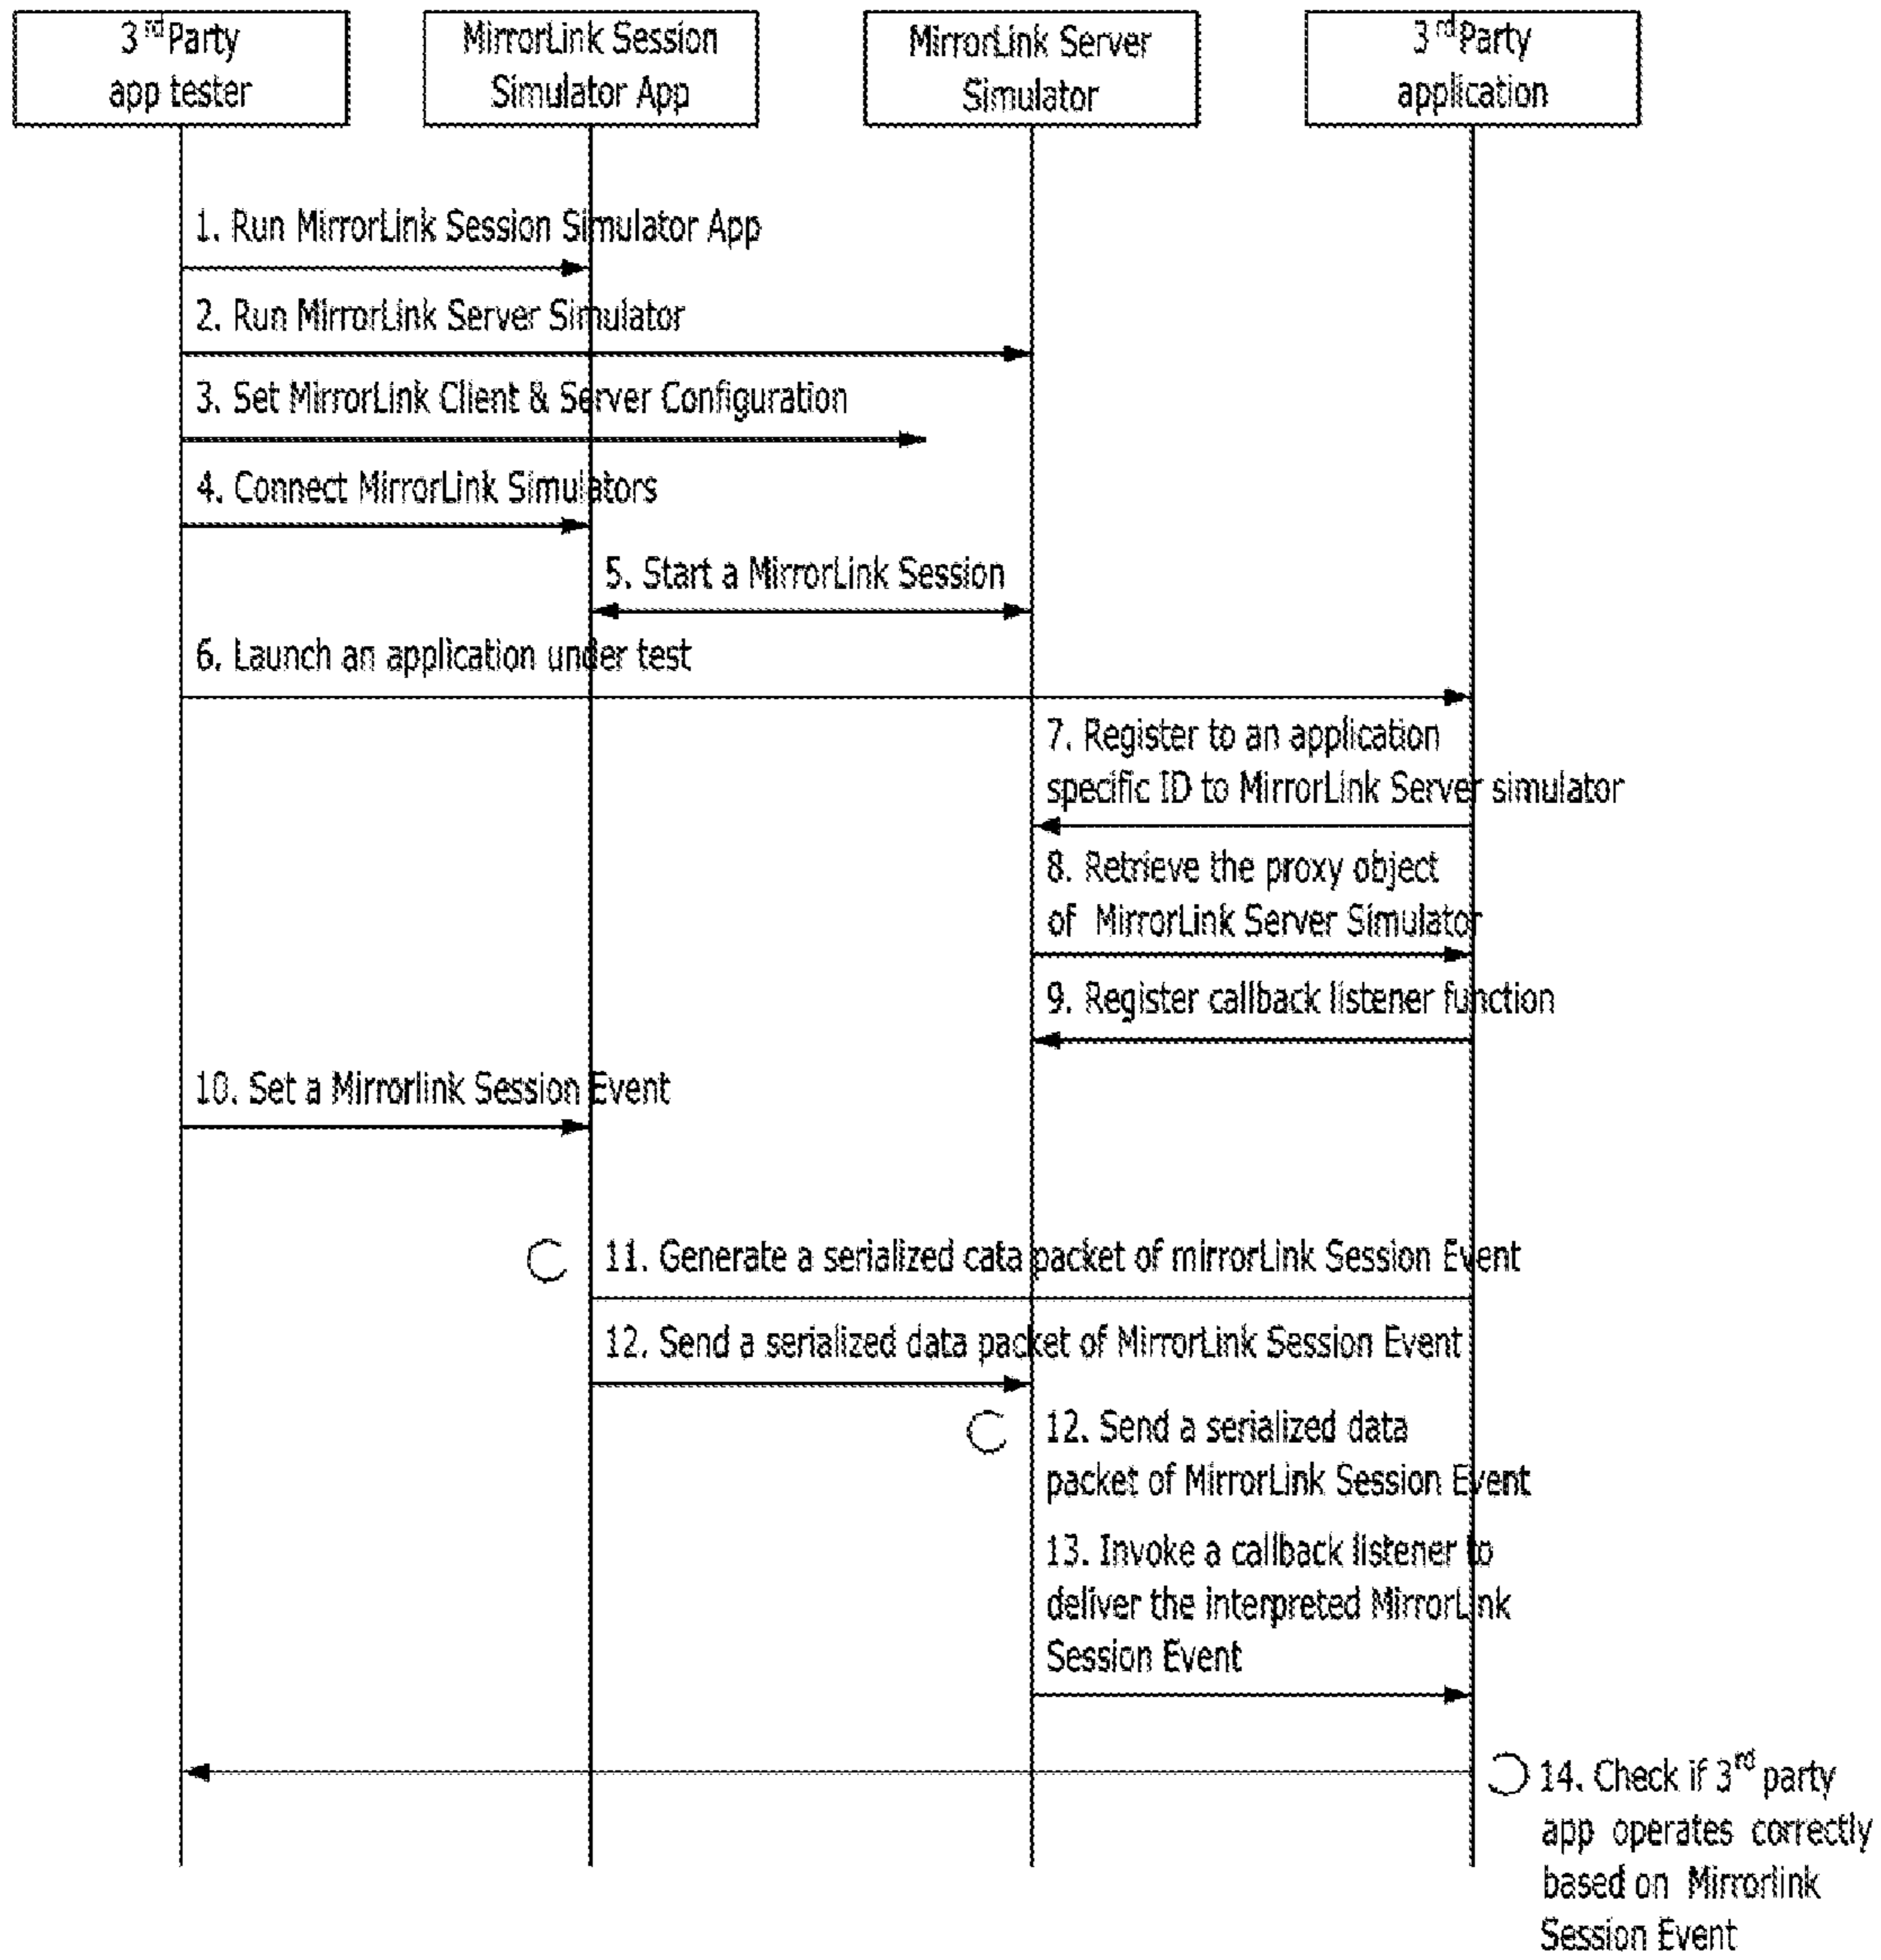 3rd Party
app tester
MirrorLink Session
Simulator App
MirrorLink Server
Simulator
3rd Party
application
1. Run MirrorLink Session Simulator App
2. Run MirrorLink Server Simulator
3. Set MirrorLink Client & Server Configuration
4. Connect MirrorLink Simulators
5. Start a MirrorLink Session
6. Launch an application under test
7. Register to an application
specific ID to MirrorLink Server simulator
8. Retrieve the proxy object
of MirrorLink Server Simulator
9. Register callback listener function
10. Set a Mirrorlink Session Event
11. Generate a serialized cata packet of mirrorLink Session Event
12. Send a serialized data packet of MirrorLink Session Event
12. Send a serialized data
packet of MirrorLink Session Event
13. Invoke a callback listener to
deliver the interpreted MirrorLink
Session Event
14. Check if 3rd party
app operates correctly
based on Mirrorlink
Session Event